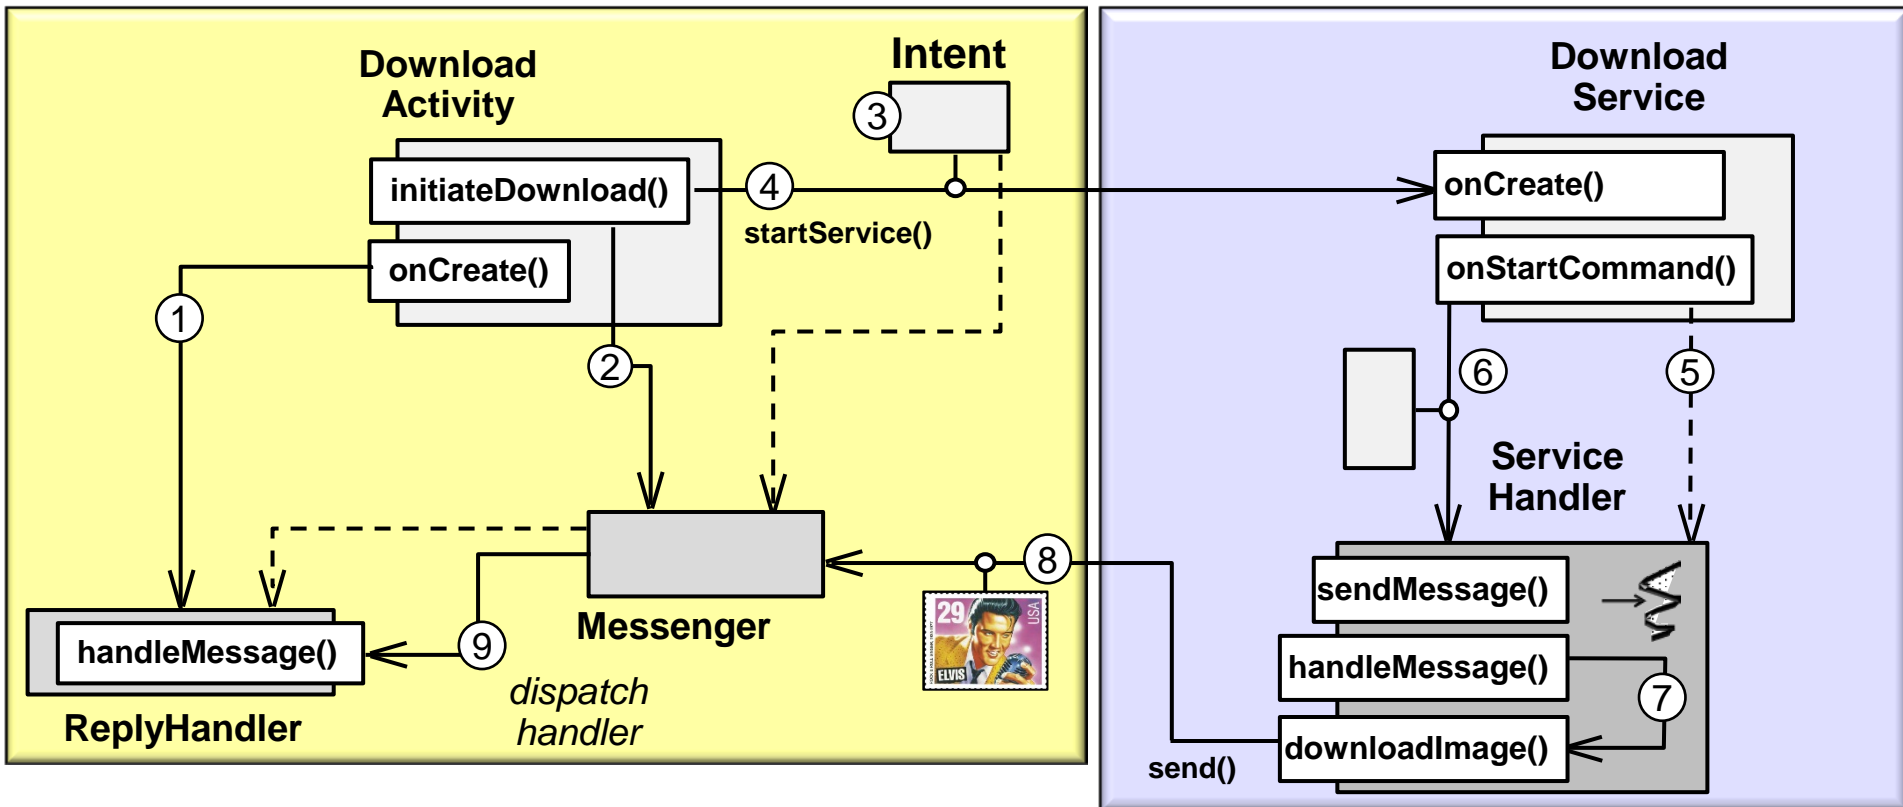 Download
Activity
Intent
3
initiateDownload()
4
startService()
onCreate()
1
2
Messenger
handleMessage()
9
ReplyHandler
dispatch
handler
8
29
USA
ELVIS
Download
Service
onCreate()
onStartCommand()
6
5
Service
Handler
sendMessage()
handleMessage()
7
downloadImage()
send()